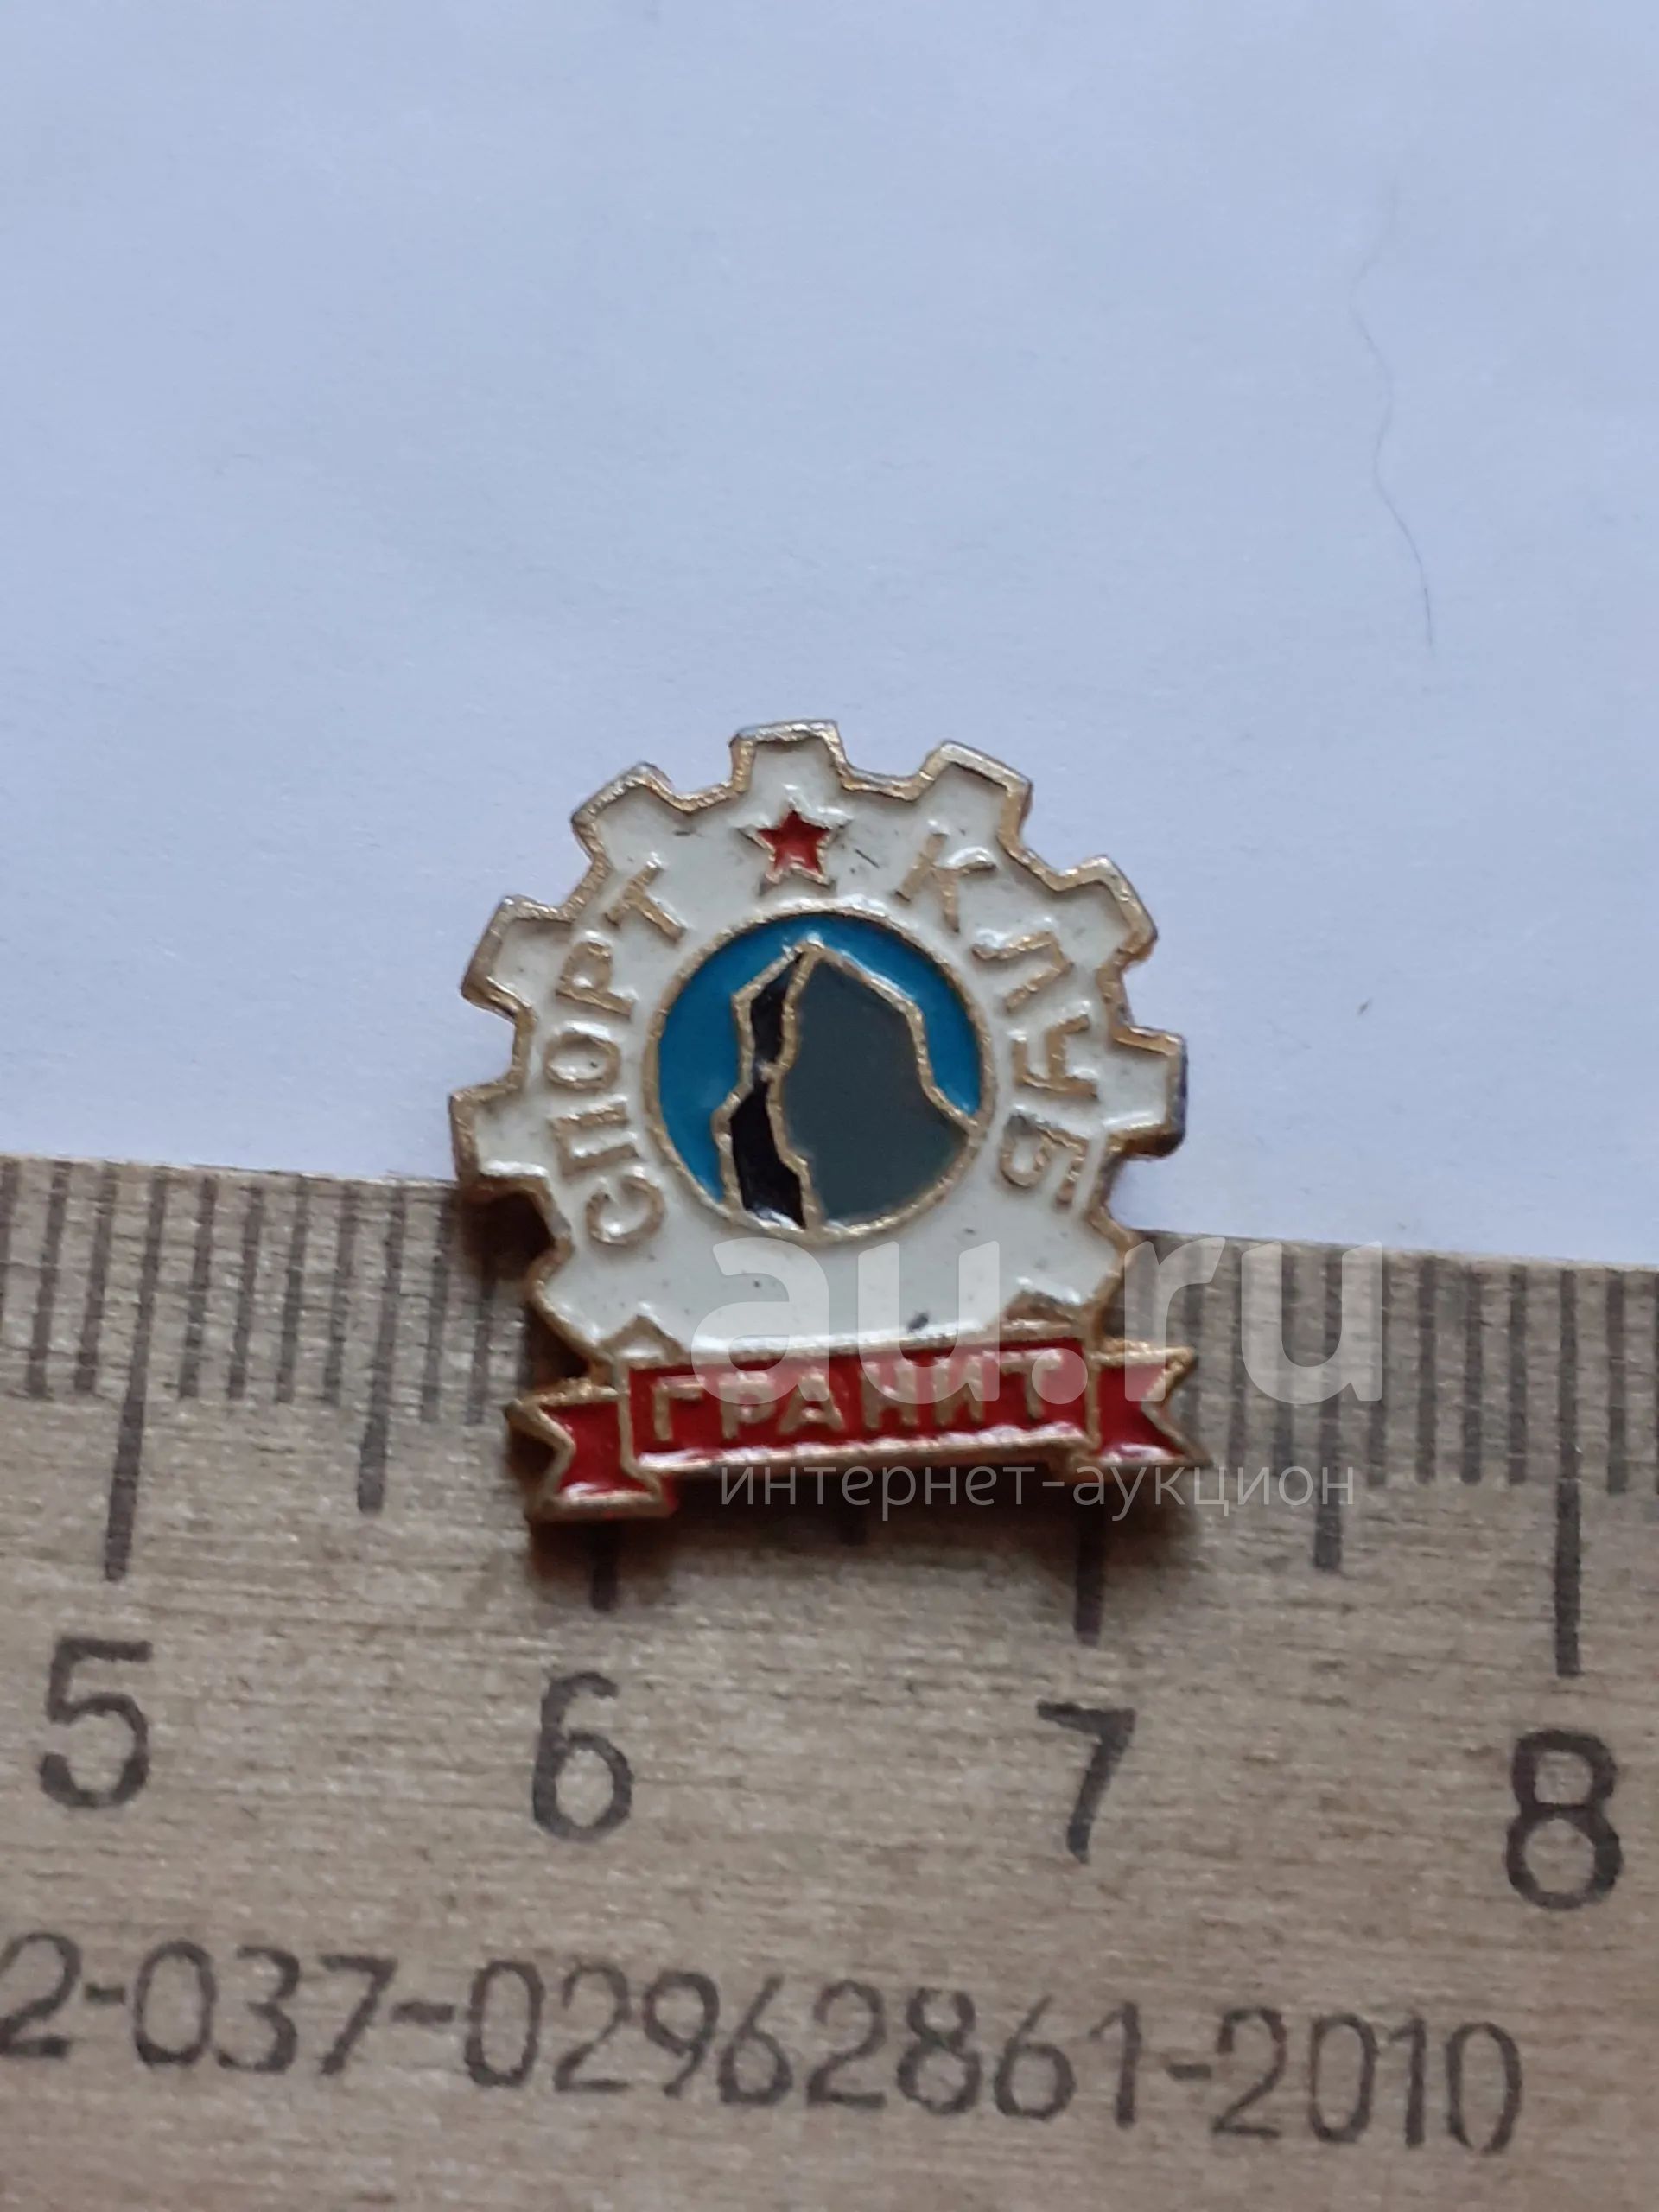 СПОРТ КЛУБ
ГРАНИТ
au.ru
интернет-аукцион
5 6 7 8
2-037-02962861-2010